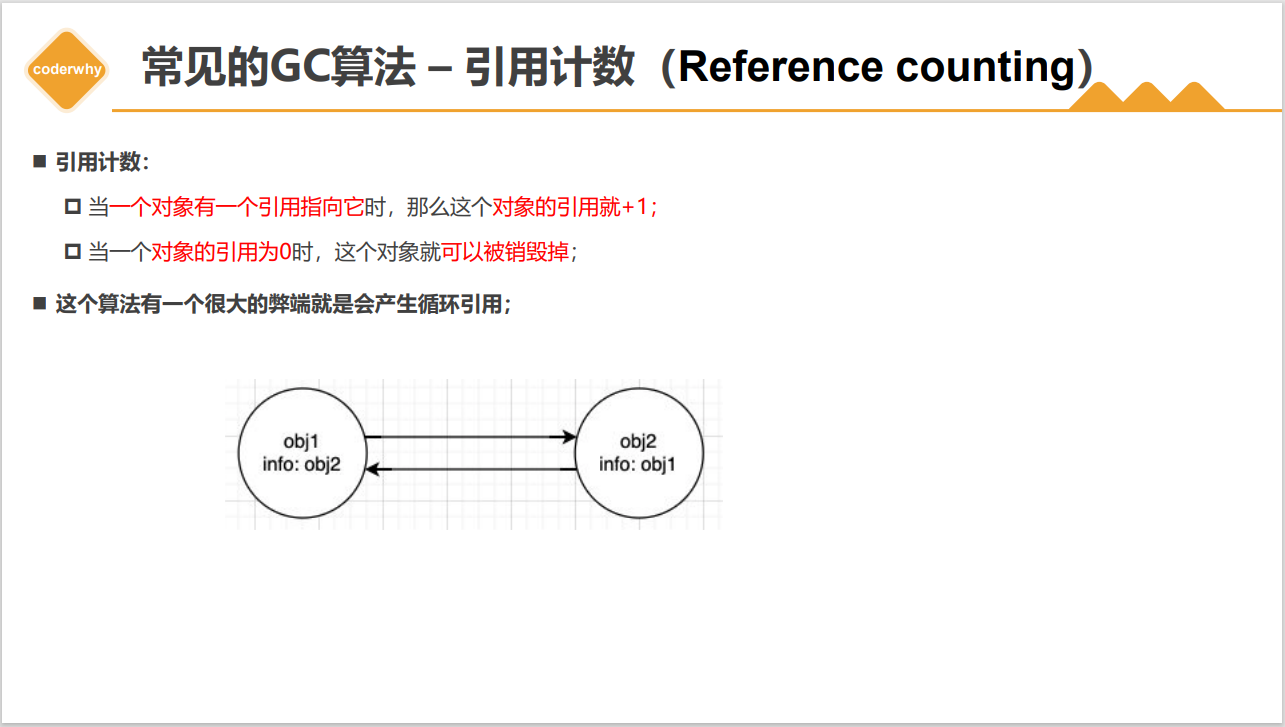 coderwhy
常见的GC算法 – 引用计数（Reference counting）
引用计数：
当一个对象有一个引用指向它时，那么这个对象的引用就+1；
当一个对象的引用为0时，这个对象就可以被销毁掉；
这个算法有一个很大的弊端就是会产生循环引用；
obj1
info: obj2
obj2
info: obj1